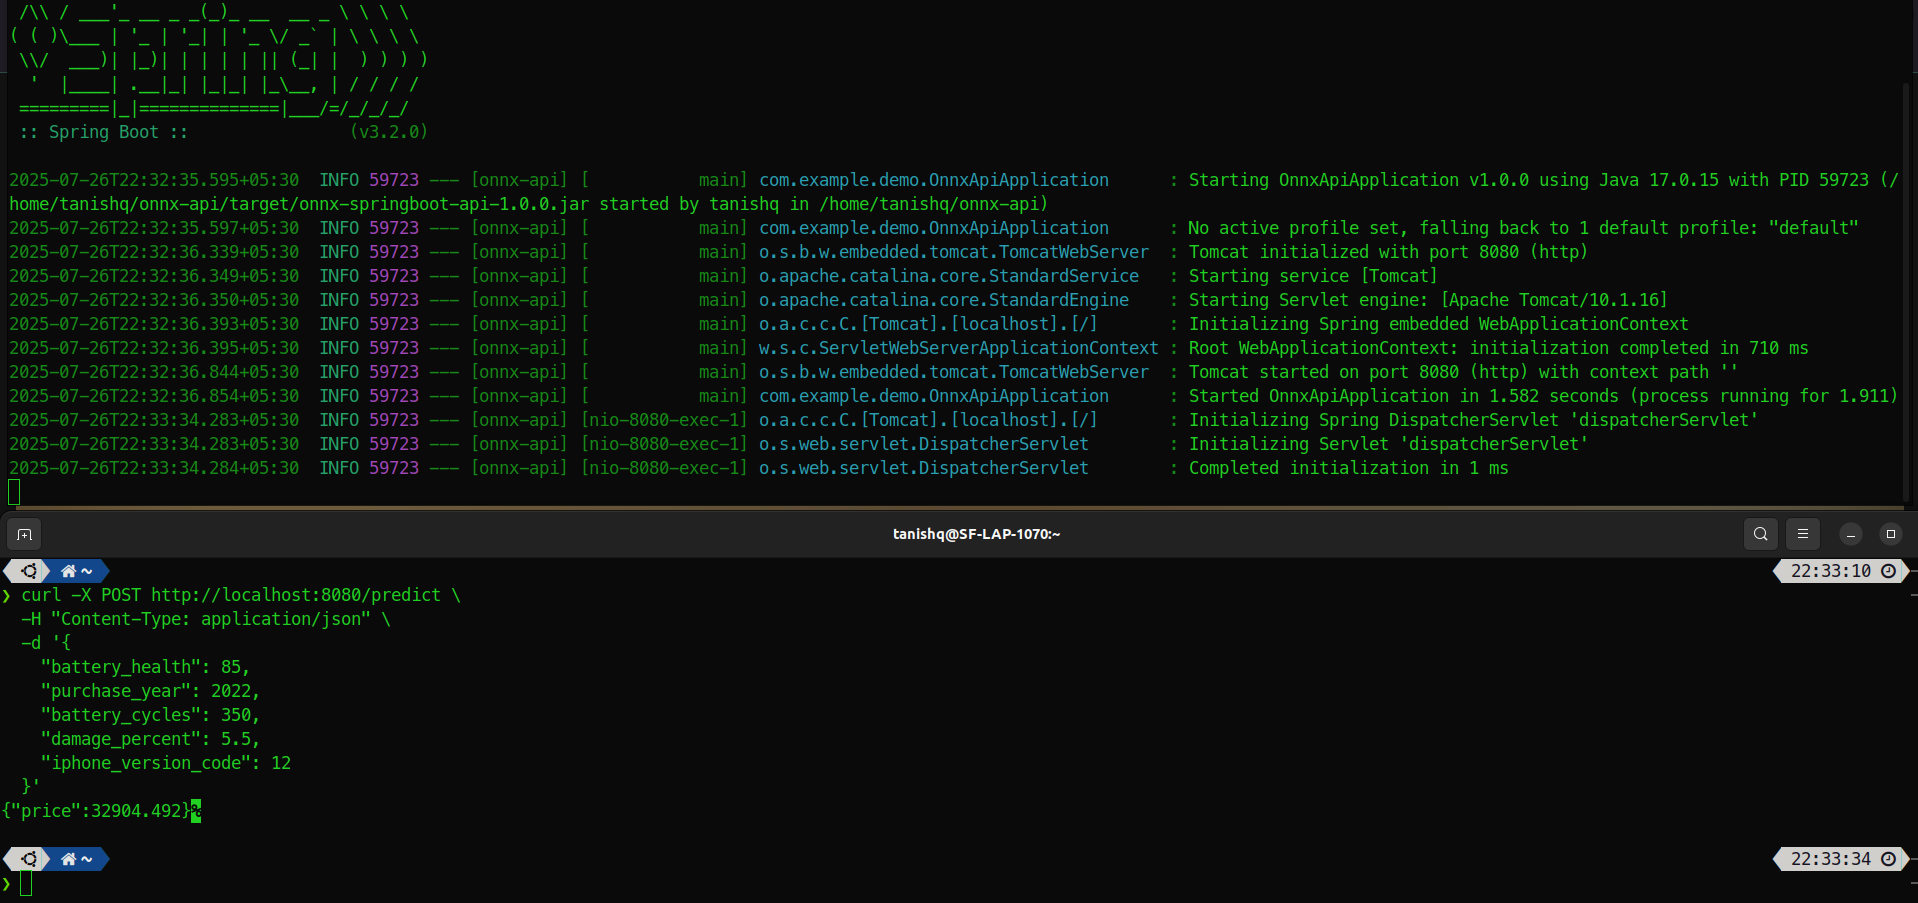 /\\ / ___'_ __ _ _(_)_ __  __ _ \ \ \ \
( ( )\___ | '_ | '_| | '_ \/ _` | \ \ \ \
 \\/  ___)| |_)| | | | | || (_| |  ) ) ) )
  '  |____| .__|_| |_|_| |_\__, | / / / /
 =========|_|==============|___/=/_/_/_/
 :: Spring Boot ::                (v3.2.0)
2025-07-26T22:32:35.595+05:30  INFO 59723 --- [onnx-api] [           main] com.example.demo.OnnxApiApplication      : Starting OnnxApiApplication v1.0.0 using Java 17.0.15 with PID 59723 (/
home/tanishq/onnx-api/target/onnx-springboot-api-1.0.0.jar started by tanishq in /home/tanishq/onnx-api)
2025-07-26T22:32:35.597+05:30  INFO 59723 --- [onnx-api] [           main] com.example.demo.OnnxApiApplication      : No active profile set, falling back to 1 default profile: "default"
2025-07-26T22:32:36.339+05:30  INFO 59723 --- [onnx-api] [           main] o.s.b.w.embedded.tomcat.TomcatWebServer  : Tomcat initialized with port 8080 (http)
2025-07-26T22:32:36.349+05:30  INFO 59723 --- [onnx-api] [           main] o.apache.catalina.core.StandardService   : Starting service [Tomcat]
2025-07-26T22:32:36.350+05:30  INFO 59723 --- [onnx-api] [           main] o.apache.catalina.core.StandardEngine    : Starting Servlet engine: [Apache Tomcat/10.1.16]
2025-07-26T22:32:36.393+05:30  INFO 59723 --- [onnx-api] [           main] o.a.c.c.C.[Tomcat].[localhost].[/]       : Initializing Spring embedded WebApplicationContext
2025-07-26T22:32:36.395+05:30  INFO 59723 --- [onnx-api] [           main] w.s.c.ServletWebServerApplicationContext : Root WebApplicationContext: initialization completed in 710 ms
2025-07-26T22:32:36.844+05:30  INFO 59723 --- [onnx-api] [           main] o.s.b.w.embedded.tomcat.TomcatWebServer  : Tomcat started on port 8080 (http) with context path ''
2025-07-26T22:32:36.854+05:30  INFO 59723 --- [onnx-api] [           main] com.example.demo.OnnxApiApplication      : Started OnnxApiApplication in 1.582 seconds (process running for 1.911)
2025-07-26T22:33:34.283+05:30  INFO 59723 --- [onnx-api] [nio-8080-exec-1] o.a.c.c.C.[Tomcat].[localhost].[/]       : Initializing Spring DispatcherServlet 'dispatcherServlet'
2025-07-26T22:33:34.283+05:30  INFO 59723 --- [onnx-api] [nio-8080-exec-1] o.s.web.servlet.DispatcherServlet        : Initializing Servlet 'dispatcherServlet'
2025-07-26T22:33:34.284+05:30  INFO 59723 --- [onnx-api] [nio-8080-exec-1] o.s.web.servlet.DispatcherServlet        : Completed initialization in 1 ms
tanishq@SF-LAP-1070:~
~ 22:33:10
❯ curl -X POST http://localhost:8080/predict \
  -H "Content-Type: application/json" \
  -d '{
    "battery_health": 85,
    "purchase_year": 2022,
    "battery_cycles": 350,
    "damage_percent": 5.5,
    "iphone_version_code": 12
  }'
{"price":32904.492}%
~ 22:33:34
❯